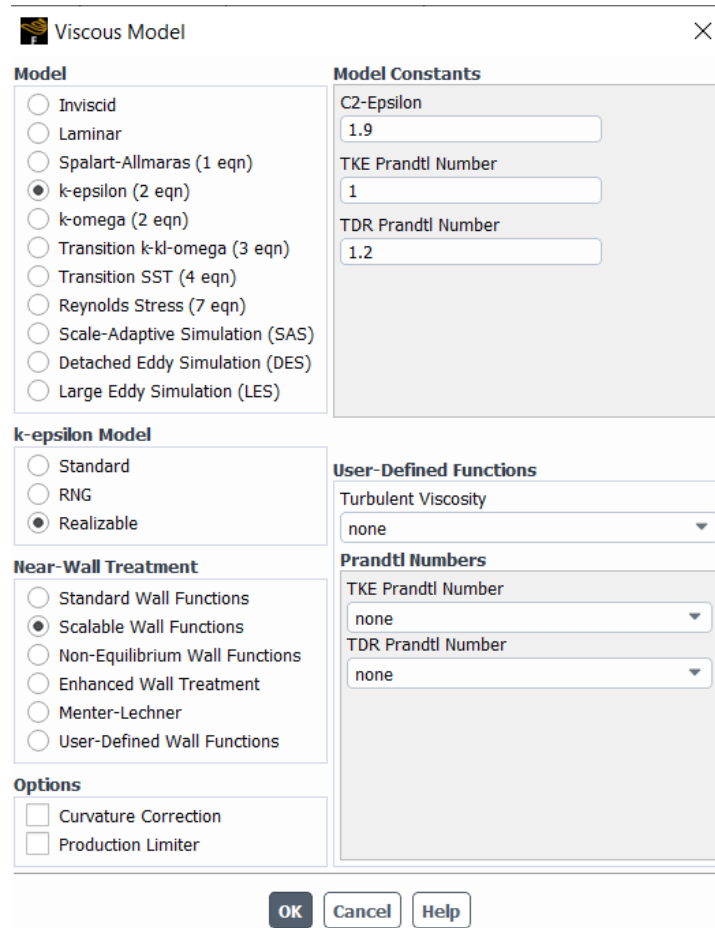 Viscous Model
Model
Inviscid
Laminar
Spalart-Allmaras (1 eqn)
k-epsilon (2 eqn)
k-omega (2 eqn)
Transition k-kl-omega (3 eqn)
Transition SST (4 eqn)
Reynolds Stress (7 eqn)
Scale-Adaptive Simulation (SAS)
Detached Eddy Simulation (DES)
Large Eddy Simulation (LES)
k-epsilon Model
Standard
RNG
Realizable
Near-Wall Treatment
Standard Wall Functions
Scalable Wall Functions
Non-Equilibrium Wall Functions
Enhanced Wall Treatment
Menter-Lechner
User-Defined Wall Functions
Options
Curvature Correction
Production Limiter
Model Constants
C2-Epsilon
1.9
TKE Prandtl Number
1
TDR Prandtl Number
1.2
User-Defined Functions
Turbulent Viscosity
none
Prandtl Numbers
TKE Prandtl Number
none
TDR Prandtl Number
none
OK
Cancel
Help